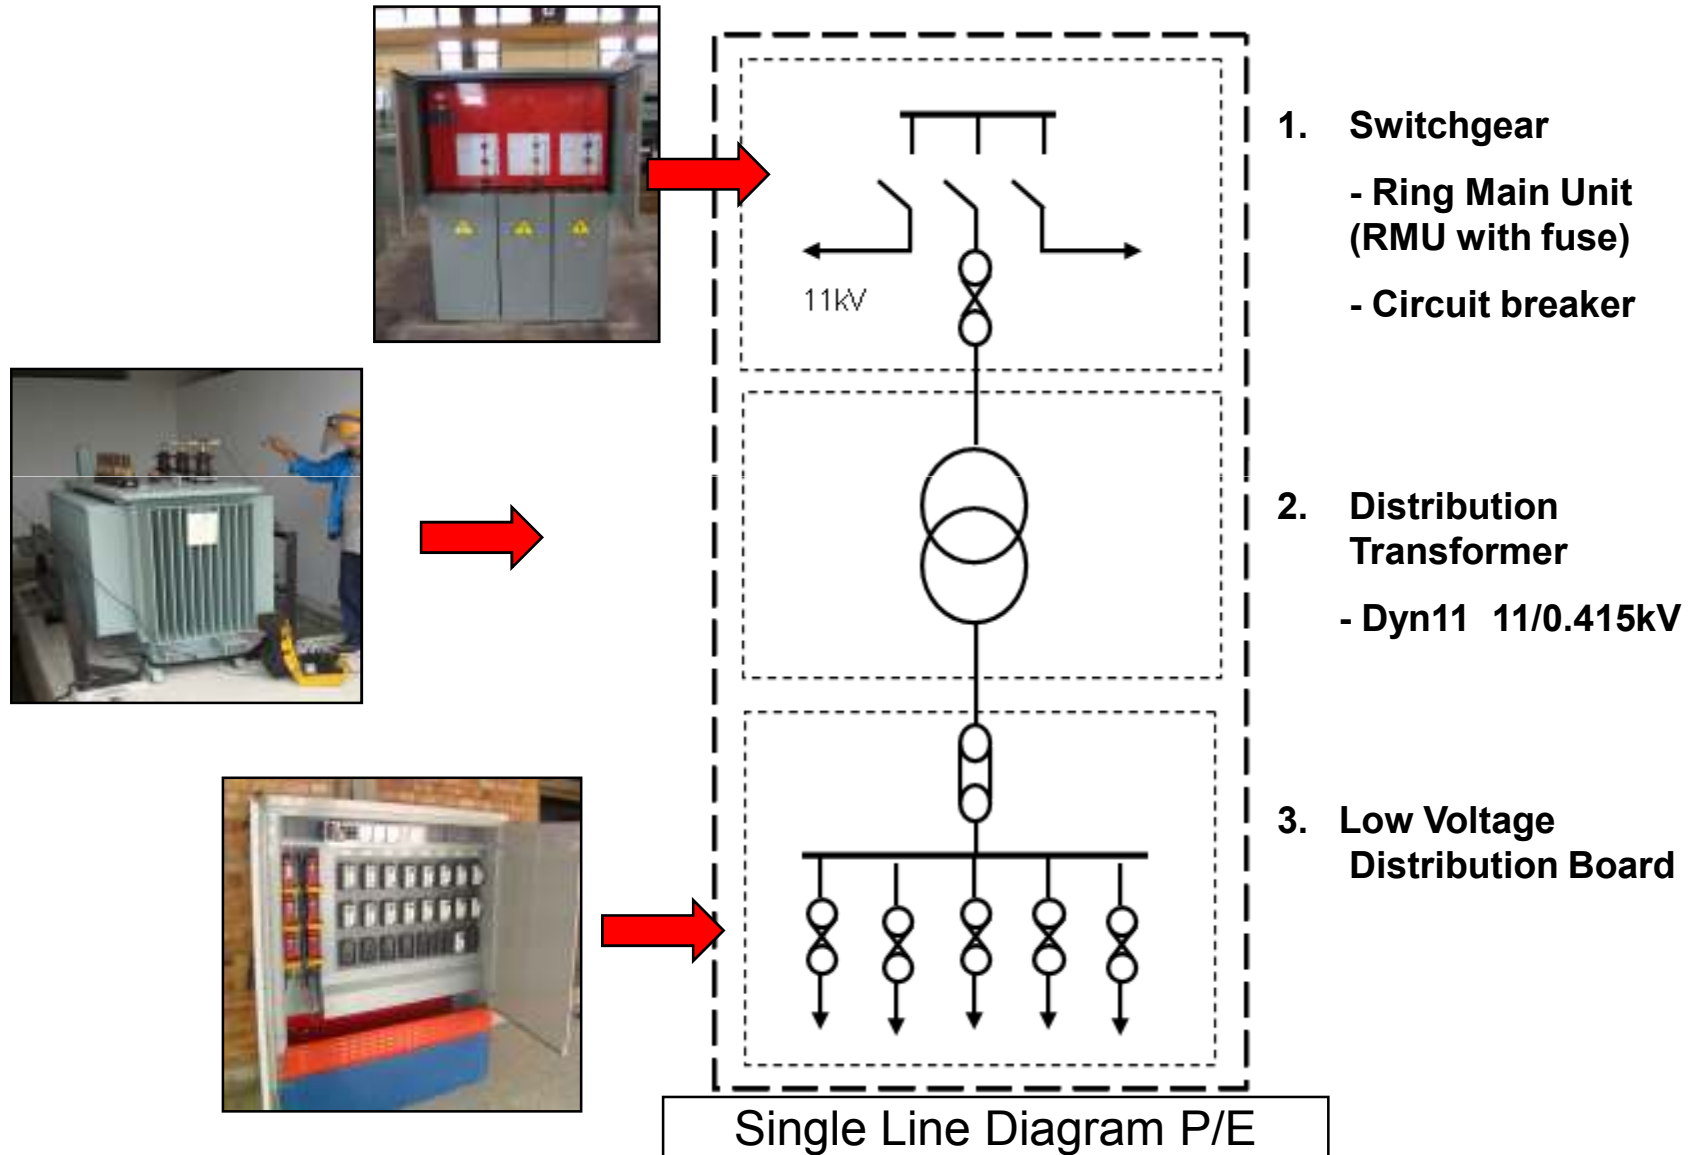 1. Switchgear
- Ring Main Unit
(RMU with fuse)
- Circuit breaker
11kV
2. Distribution
Transformer
- Dyn11 11/0.415kV
3. Low Voltage
Distribution Board
Single Line Diagram P/E